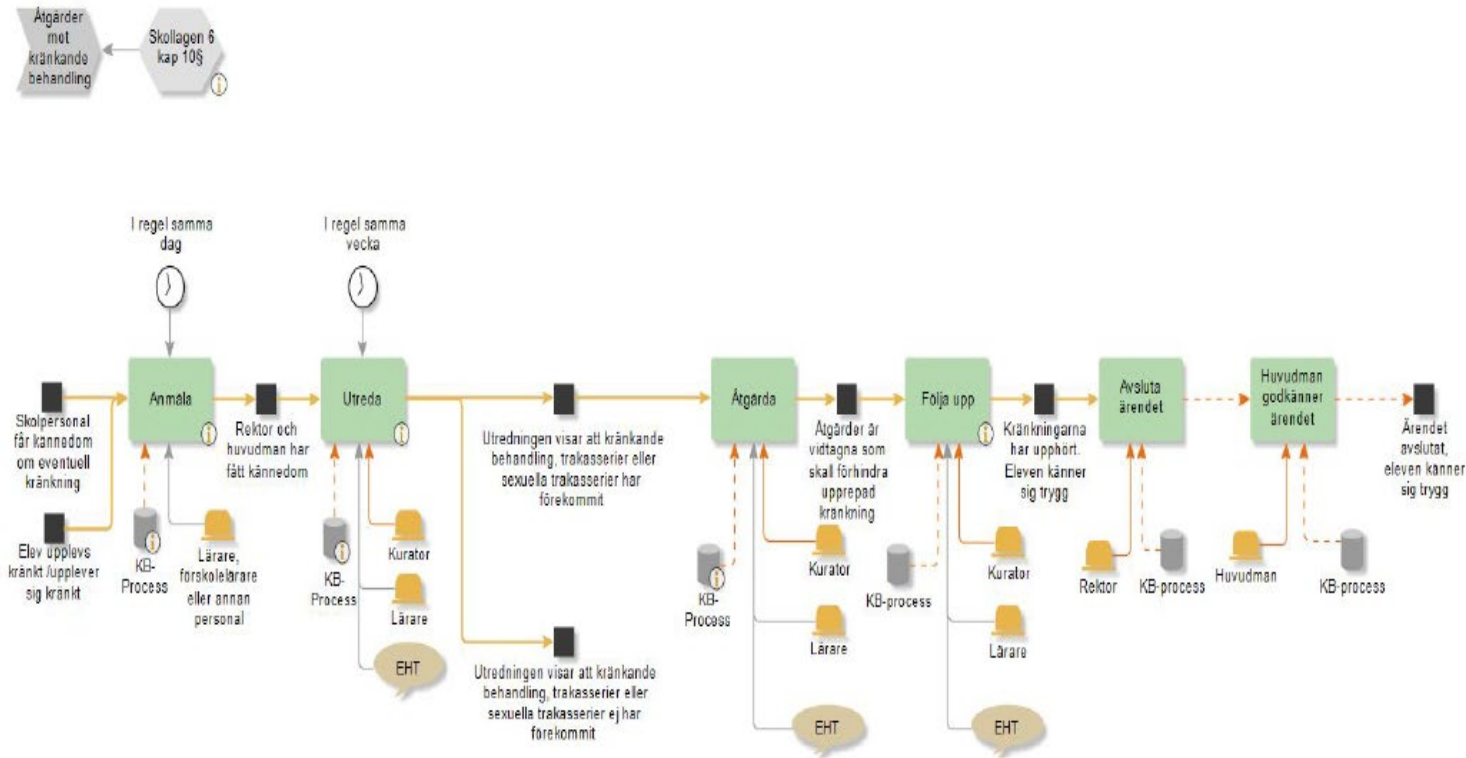 Åtgärder
mot
kränkande
behandling
Skollagen 6
kap 10§
I regel samma
dag
I regel samma
vecka
Anmäla
Utreda
Åtgärda
Följa upp
Avsluta
ärendet
Huvudman
godkänner
ärendet
Skolpersonal
får kännedom
om eventuell
kränkning
Rektor och
huvudman har
fått kännedom
Utredningen visar att kränkande
behandling, trakasserier eller
sexuella trakasserier har
förekommit
Åtgärder är
vidtagna som
skall förhindra
upprepad
kränkning
Kränkningarna
har upphört.
Eleven känner
sig trygg
Ärendet
avslutat,
eleven känner
sig trygg
Elev upplevs
kränkt /upplever
sig kränkt
KB-
Process
Lärare,
förskolelärare
eller annan
personal
KB-
Process
Kurator
Lärare
EHT
Utredningen visar att kränkande
behandling, trakasserier eller
sexuella trakasserier ej har
förekommit
KB-
Process
Kurator
Lärare
EHT
KB-process
Kurator
Lärare
EHT
Rektor
KB-process
Huvudman
KB-process